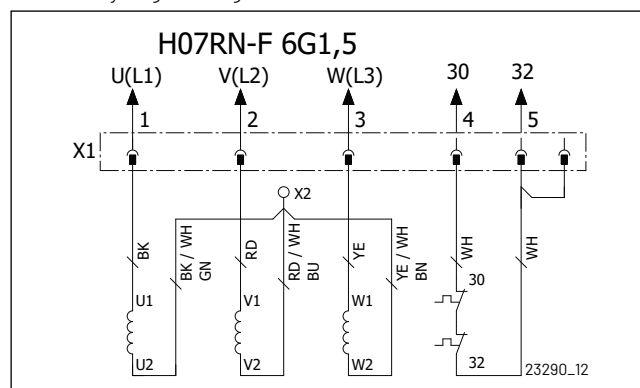 H07RN-F 6G1,5
U(L1) V(L2) W(L3) 30 32
1 2 3 4 5
X1
X2
BK
BK / WH
GN
RD
RD / WH
BU
YE
YE / WH
BN
WH
WH
30
U1 V1 W1
U2 V2 W2
32
23290_12